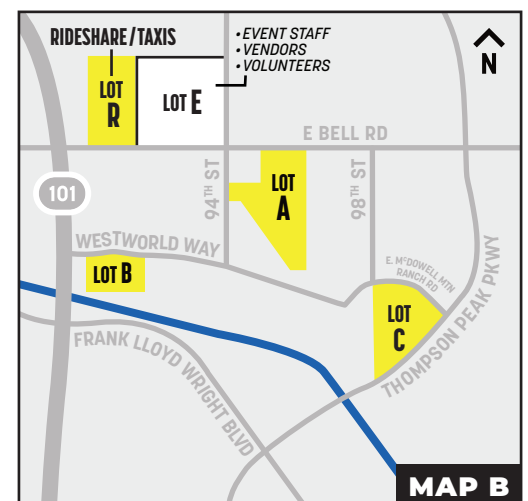 RIDESHARE/TAXIS
• EVENT STAFF
• VENDORS
• VOLUNTEERS
N
LOT
R
LOT E
E BELL RD
101
94TH ST
LOT
A
98TH ST
WESTWORLD WAY
LOT B
E. McDOWELL MTN
RANCH RD
LOT
C
THOMPSON PEAK PKWY
FRANK LLOYD WRIGHT BLVD
MAP B